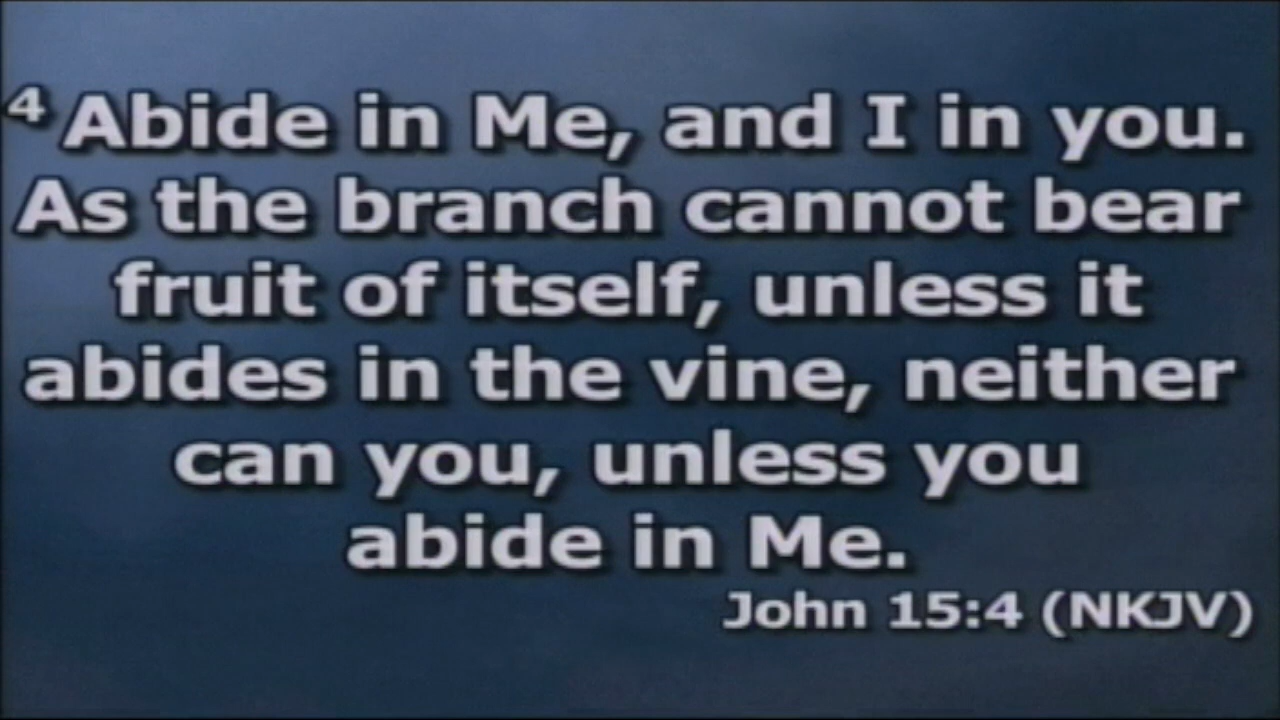 4 Abide in Me, and I in you.
As the branch cannot bear
fruit of itself, unless it
abides in the vine, neither
can you, unless you
abide in Me.
John 15:4 (NKJV)